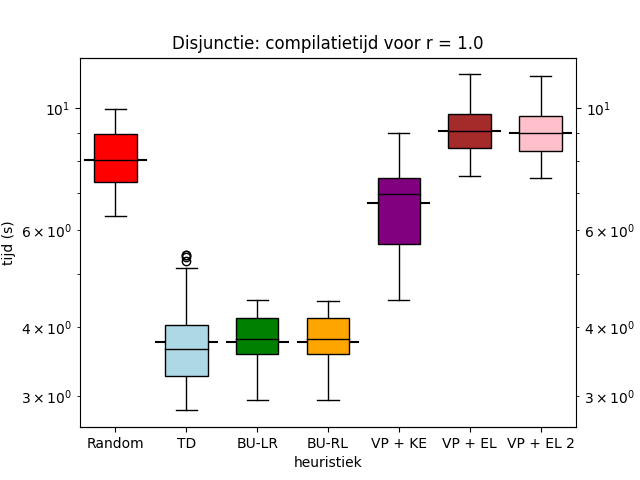 Disjunctie: compilatietijd voor r = 1.0
10¹ 10¹
6 × 10⁰ 6 × 10⁰
tijd (s)
4 × 10⁰ 4 × 10⁰
3 × 10⁰ 3 × 10⁰
Random TD BU-LR BU-RL VP + KE VP + EL VP + EL 2
heuristiek